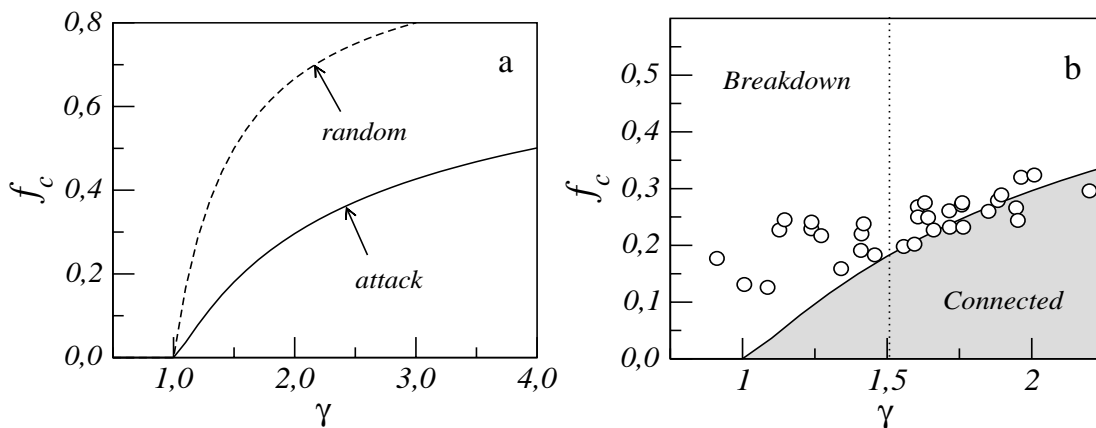 0,8
0,6
0,4
0,2
0,0
f_c
1,0 2,0 3,0 4,0
γ
a
random
attack
0,5
0,4
0,3
0,2
0,1
0,0
f_c
1 1,5 2
γ
b
Breakdown
Connected